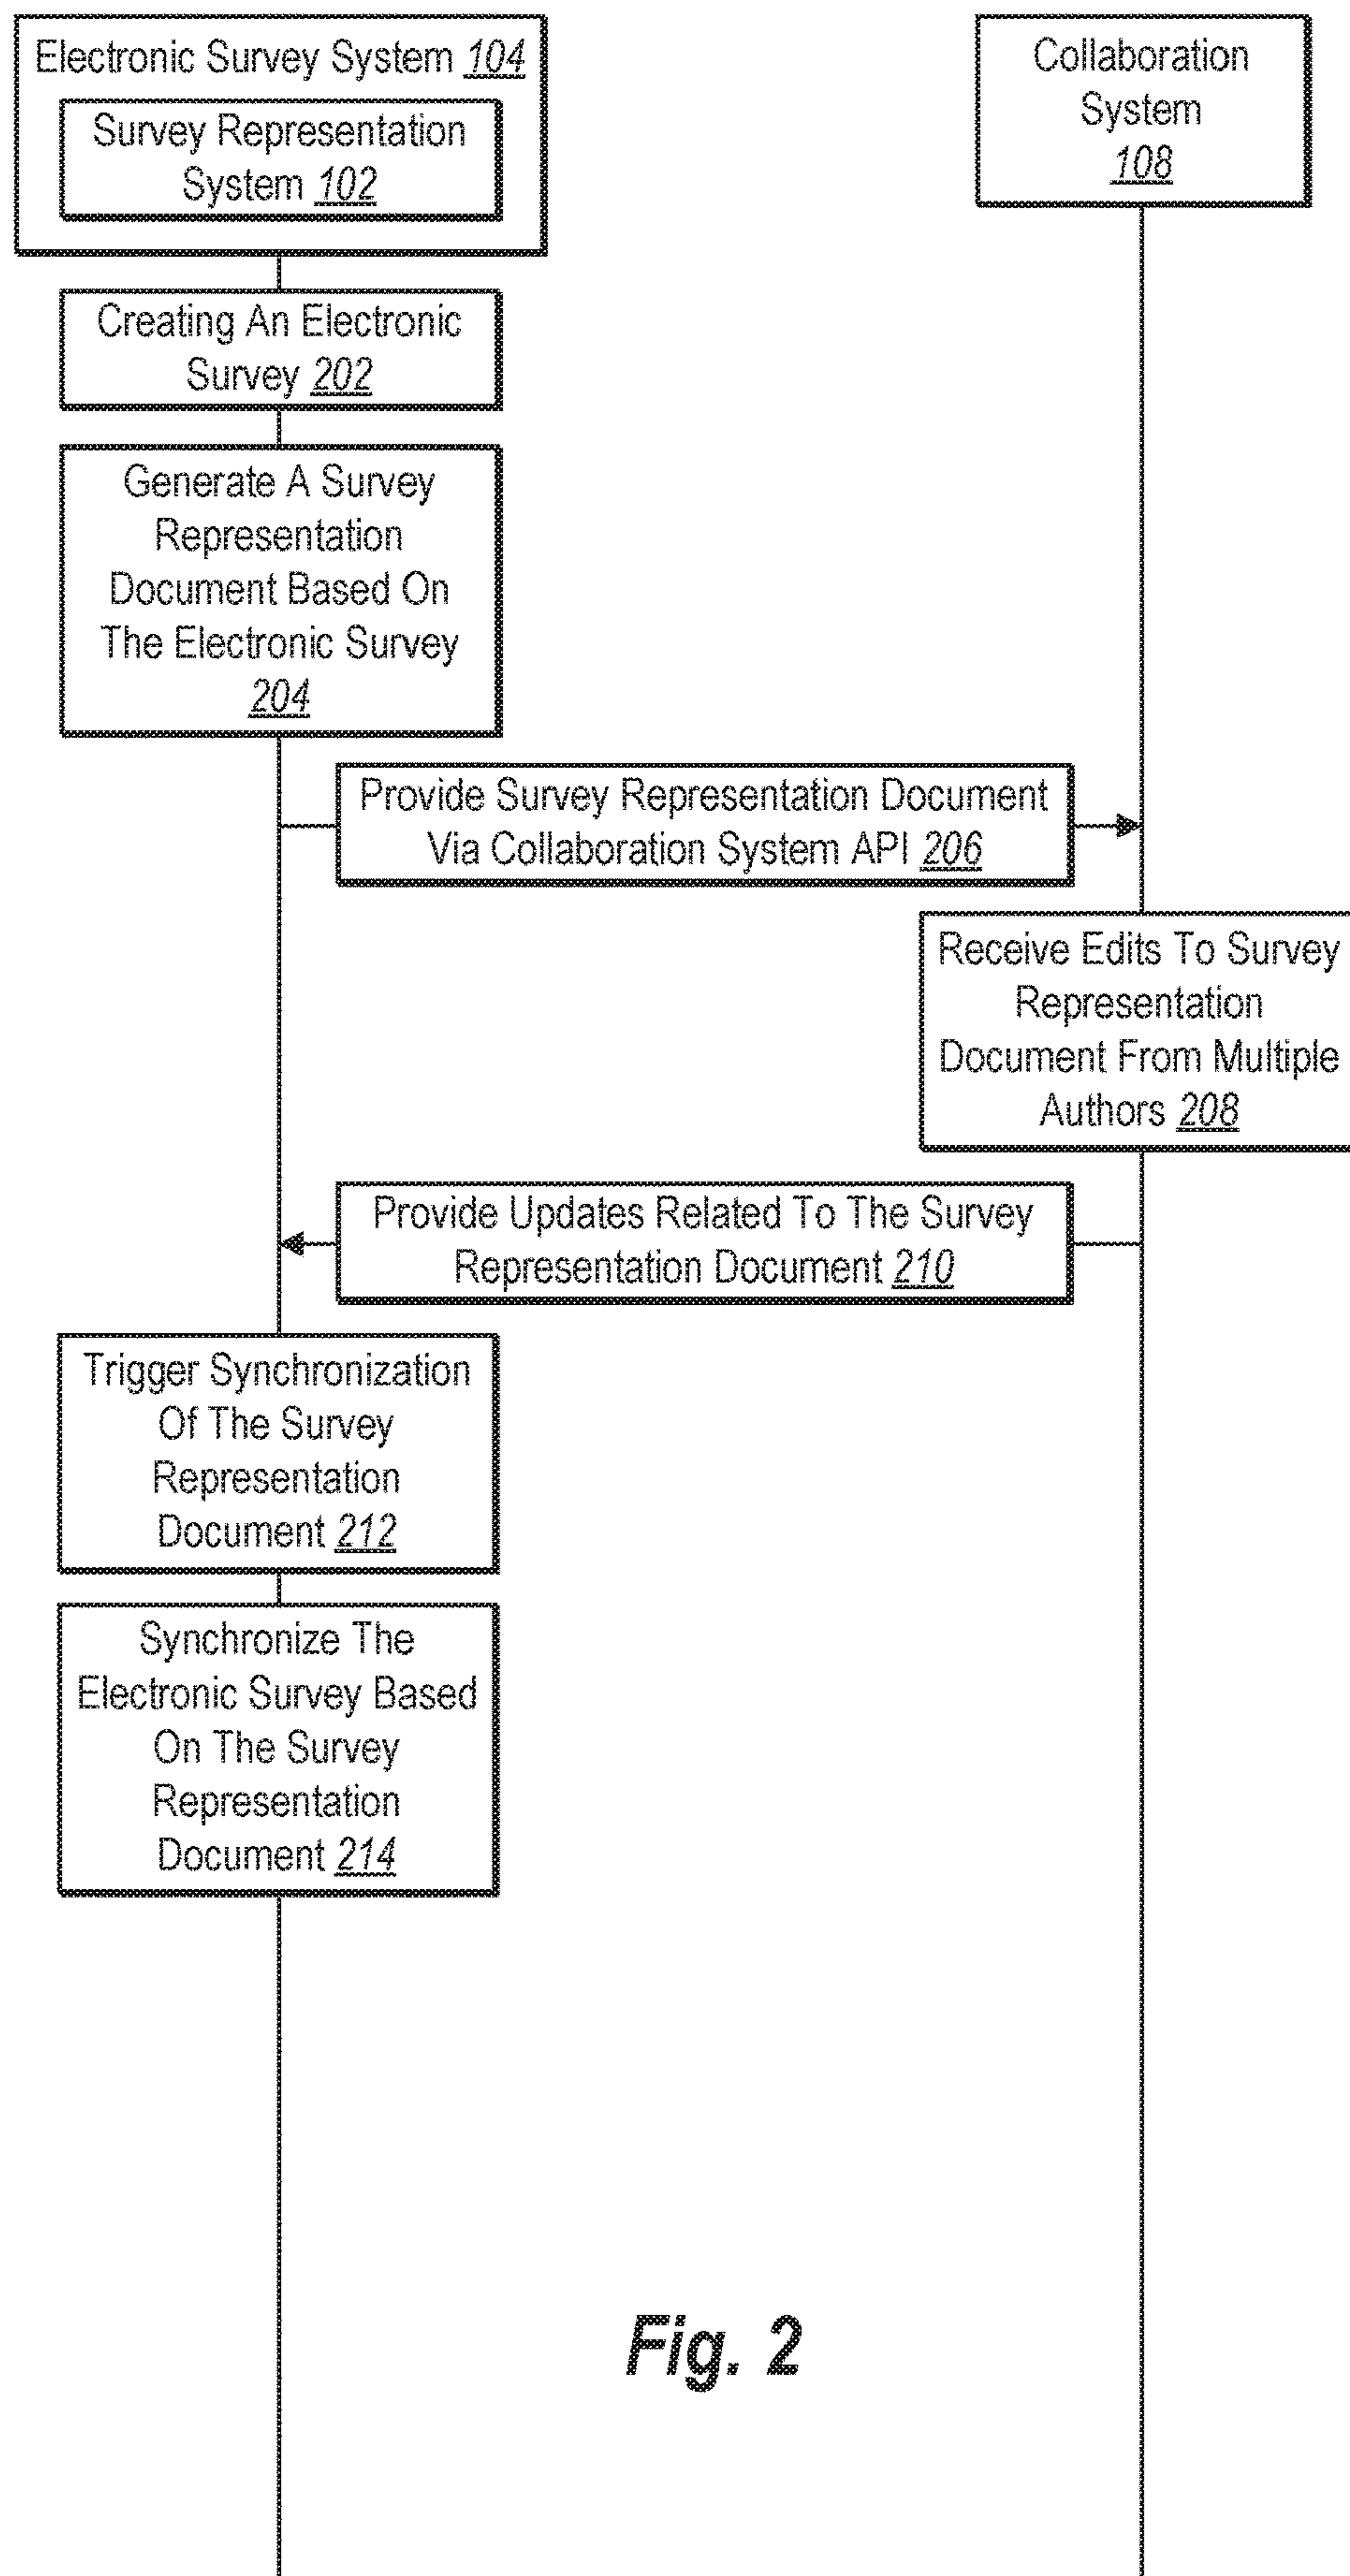 Electronic Survey System 104
Survey Representation
System 102
Collaboration
System
108
Creating An Electronic
Survey 202
Generate A Survey
Representation
Document Based On
The Electronic Survey
204
Provide Survey Representation Document
Via Collaboration System API 206
Receive Edits To Survey
Representation
Document From Multiple
Authors 208
Provide Updates Related To The Survey
Representation Document 210
Trigger Synchronization
Of The Survey
Representation
Document 212
Synchronize The
Electronic Survey Based
On The Survey
Representation
Document 214
Fig. 2